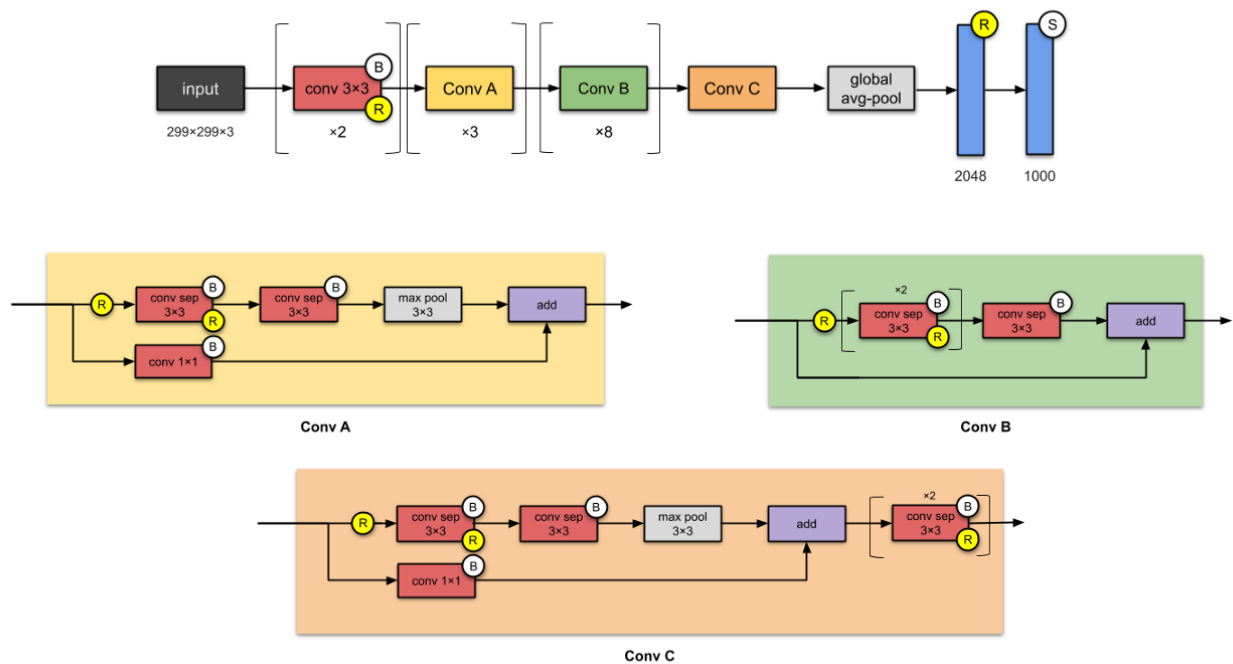 input
299×299×3
conv 3×3
B
R
×2
Conv A
×3
Conv B
×8
Conv C
global
avg-pool
R
2048
S
1000
R
conv sep
3×3
B
R
conv sep
3×3
B
max pool
3×3
add
conv 1×1
B
Conv A
R
×2
conv sep
3×3
B
R
conv sep
3×3
B
add
Conv B
R
conv sep
3×3
B
R
conv sep
3×3
B
max pool
3×3
add
×2
conv sep
3×3
B
R
conv 1×1
B
Conv C